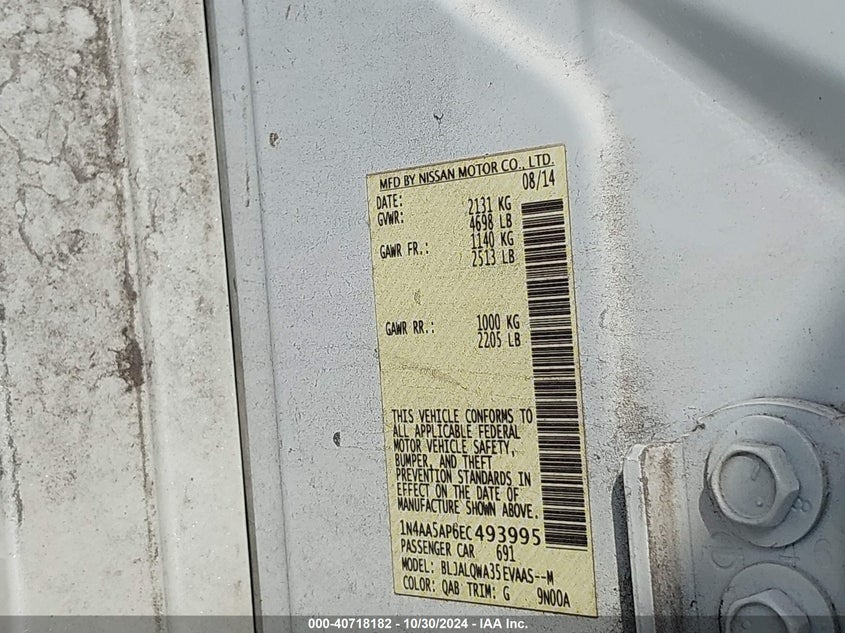 MFD BY NISSAN MOTOR CO., LTD.
DATE: 08/14
GVWR: 2131 KG
4698 LB
GAWR FR.: 1140 KG
2513 LB
GAWR RR.: 1000 KG
2205 LB
THIS VEHICLE CONFORMS TO
ALL APPLICABLE FEDERAL
MOTOR VEHICLE SAFETY,
BUMPER, AND THEFT
PREVENTION STANDARDS IN
EFFECT ON THE DATE OF
MANUFACTURE SHOWN ABOVE.
1N4AA5AP6EC493995
PASSENGER CAR 691
MODEL: BLJALQWA35EVAAS--M
COLOR: QAB TRIM: G 9N00A
000-40718182 - 10/30/2024 - IAA Inc.